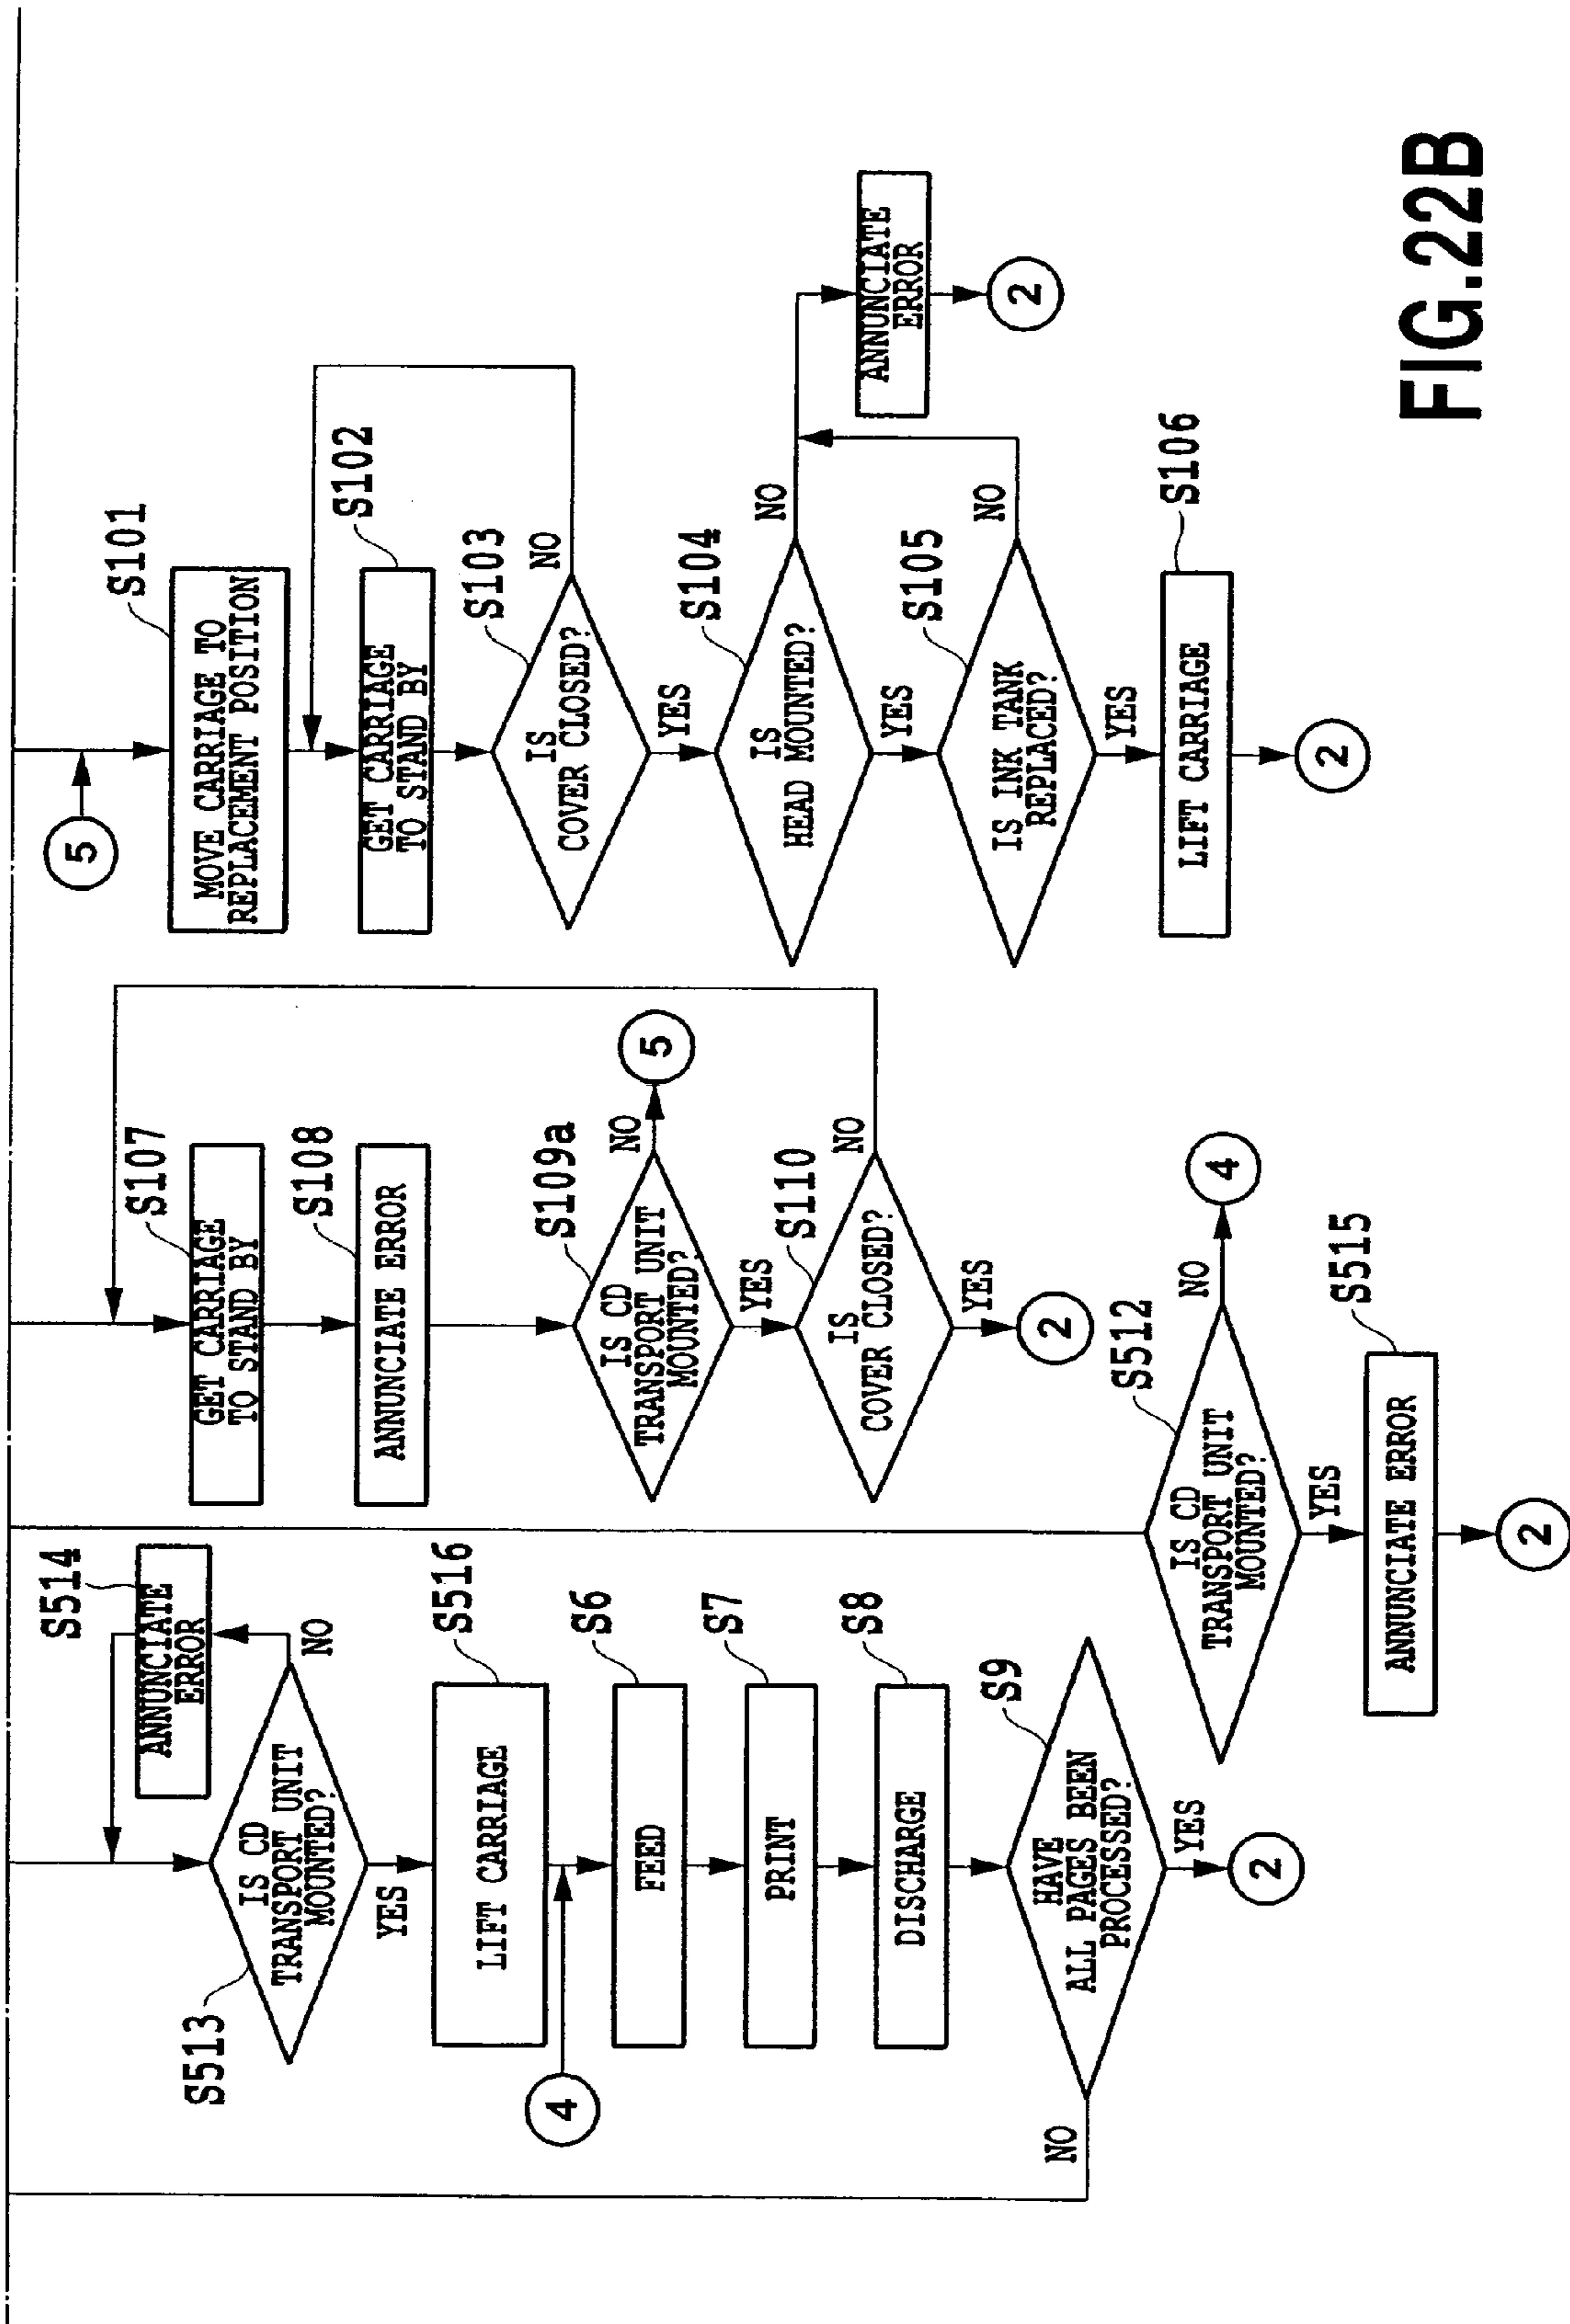 S513
IS CD
TRANSPORT UNIT
MOUNTED?
NO
S514
ANNUNCIATE
ERROR
YES
S516
LIFT CARRIAGE
4
S6
FEED
S7
PRINT
S8
DISCHARGE
S9
HAVE
ALL PAGES BEEN
PROCESSED?
NO
YES
2
S107
GET CARRIAGE
TO STAND BY
S108
ANNUNCIATE ERROR
S109a
IS CD
TRANSPORT UNIT
MOUNTED?
NO
5
YES
S110
IS
COVER CLOSED?
NO
YES
2
S512
IS CD
TRANSPORT UNIT
MOUNTED?
NO
4
YES
S515
ANNUNCIATE ERROR
2
5
S101
MOVE CARRIAGE TO
REPLACEMENT POSITION
S102
GET CARRIAGE
TO STAND BY
S103
IS
COVER CLOSED?
NO
YES
S104
IS
HEAD MOUNTED?
NO
YES
S105
IS INK TANK
REPLACED?
NO
YES
S106
LIFT CARRIAGE
2
ANNUNCIATE
ERROR
2
FIG.22B